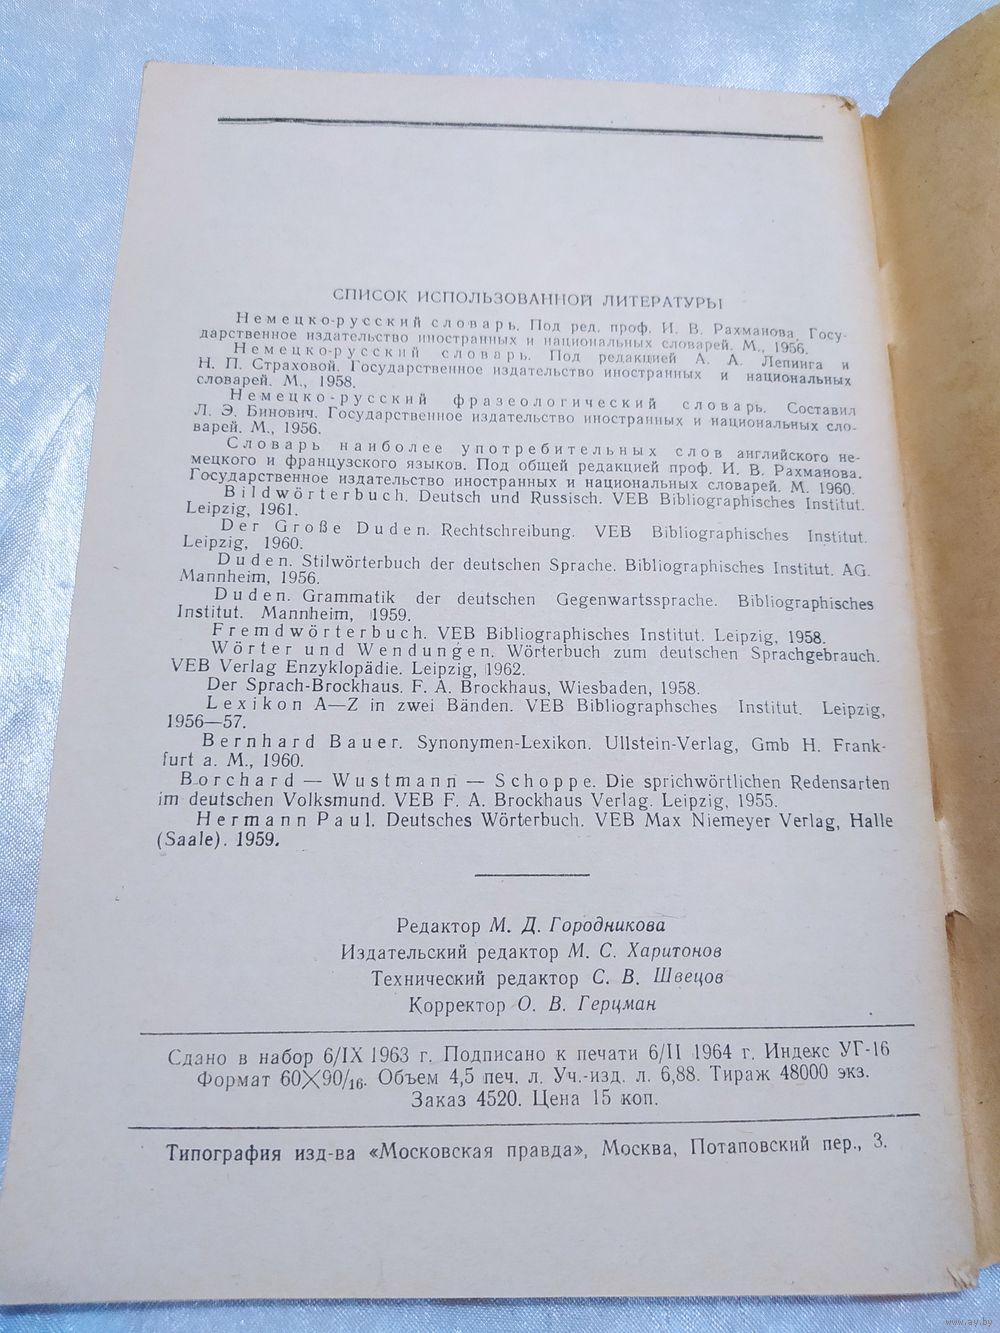 СПИСОК ИСПОЛЬЗОВАННОЙ ЛИТЕРАТУРЫ
Немецко-русский словарь. Под ред. проф. И. В. Рахманова. Госу-
дарственное издательство иностранных и национальных словарей. М., 1956.
Немецко-русский словарь. Под редакцией А. А. Лепинга и
Н. П. Страховой. Государственное издательство иностранных и национальных
словарей. М., 1958.
Немецко-русский фразеологический словарь. Составил
Л. Э. Бинович. Государственное издательство иностранных и национальных сло-
варей. М., 1956.
Словарь наиболее употребительных слов английского не-
мецкого и французского языков. Под общей редакцией проф. И. В. Рахманова.
Государственное издательство иностранных и национальных словарей. М. 1960.
Bildwörterbuch. Deutsch und Russisch. VEB Bibliographisches Institut.
Leipzig, 1961.
Der Große Duden. Rechtschreibung. VEB Bibliographisches Institut.
Leipzig, 1960.
Duden. Stilwörterbuch der deutschen Sprache. Bibliographisches Institut. AG.
Mannheim, 1956.
Duden. Grammatik der deutschen Gegenwartssprache. Bibliographisches
Institut. Mannheim, 1959.
Fremdwörterbuch. VEB Bibliographisches Institut. Leipzig, 1958.
Wörter und Wendungen. Wörterbuch zum deutschen Sprachgebrauch.
VEB Verlag Enzyklopädie. Leipzig, 1962.
Der Sprach-Brockhaus. F. A. Brockhaus, Wiesbaden, 1958.
Lexikon A—Z in zwei Bänden. VEB Bibliographsches Institut. Leipzig,
1956—57.
Bernhard Bauer. Synonymen-Lexikon. Ullstein-Verlag, Gmb H. Frank-
furt a. M., 1960.
Borchard — Wustmann — Schoppe. Die sprichwörtlichen Redensarten
im deutschen Volksmund. VEB F. A. Brockhaus Verlag. Leipzig, 1955.
Hermann Paul. Deutsches Wörterbuch. VEB Max Niemeyer Verlag, Halle
(Saale). 1959.
Редактор М. Д. Городникова
Издательский редактор М. С. Харитонов
Технический редактор С. В. Швецов
Корректор О. В. Герцман
Сдано в набор 6/IX 1963 г. Подписано к печати 6/II 1964 г. Индекс УГ-16
Формат 60×90/16. Объем 4,5 печ. л. Уч.-изд. л. 6,88. Тираж 48000 экз.
Заказ 4520. Цена 15 коп.
Типография изд-ва «Московская правда», Москва, Потаповский пер., 3.
www.ay.by